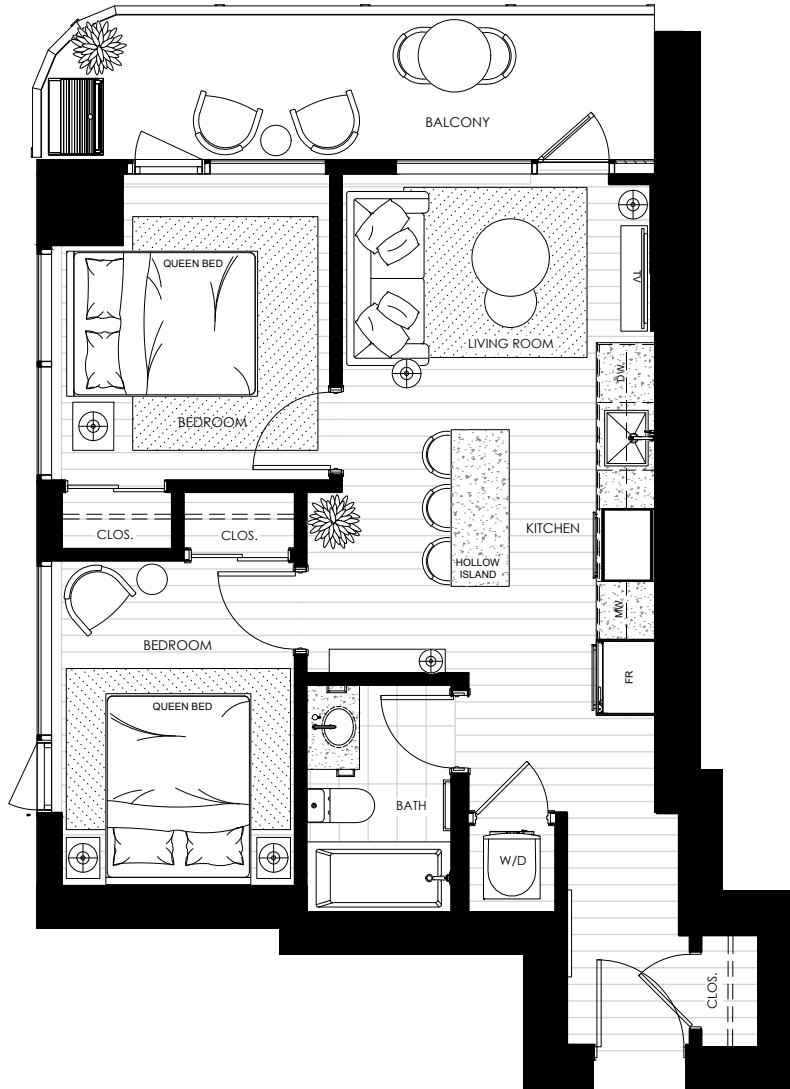 BALCONY
QUEEN BED
TV
LIVING ROOM
DW.
BEDROOM
CLOS.
CLOS.
KITCHEN
HOLLOW
ISLAND
MW.
BEDROOM
FR
QUEEN BED
BATH
W/D
CLOS.